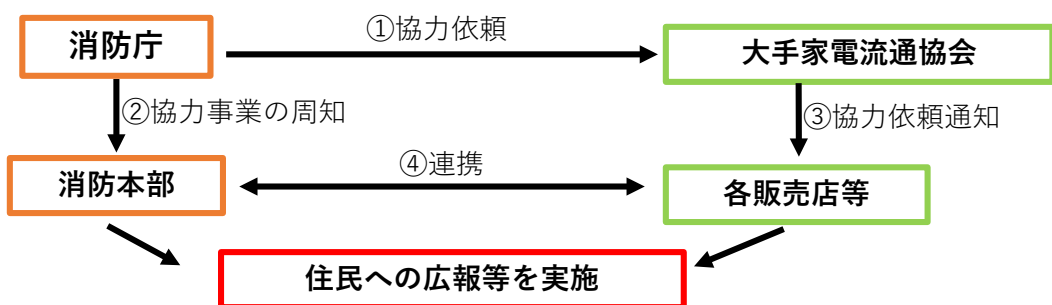 消防庁
①協力依頼
大手家電流通協会
②協力事業の周知
③協力依頼通知
消防本部
④連携
各販売店等
住民への広報等を実施